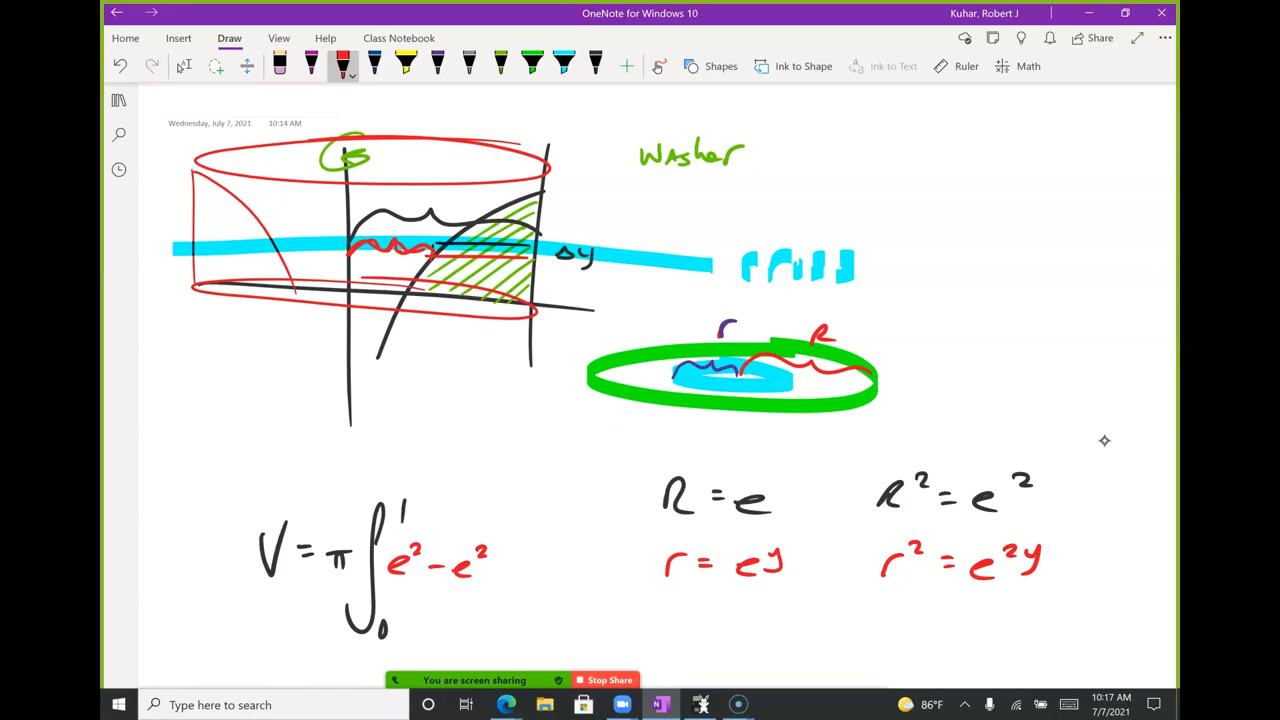 OneNote for Windows 10
Kuhar, Robert J
Home Insert Draw View Help Class Notebook
Share
Shapes
Ink to Shape
Ink to Text
Ruler
Math
Wednesday, July 7, 2021 10:14 AM
Washer
Δy
r
R
R = e
R² = e²
r = e^y
r² = e^2y
V = π ∫₀¹ e² - e²
You are screen sharing
Stop Share
Type here to search
86°F
10:17 AM
7/7/2021